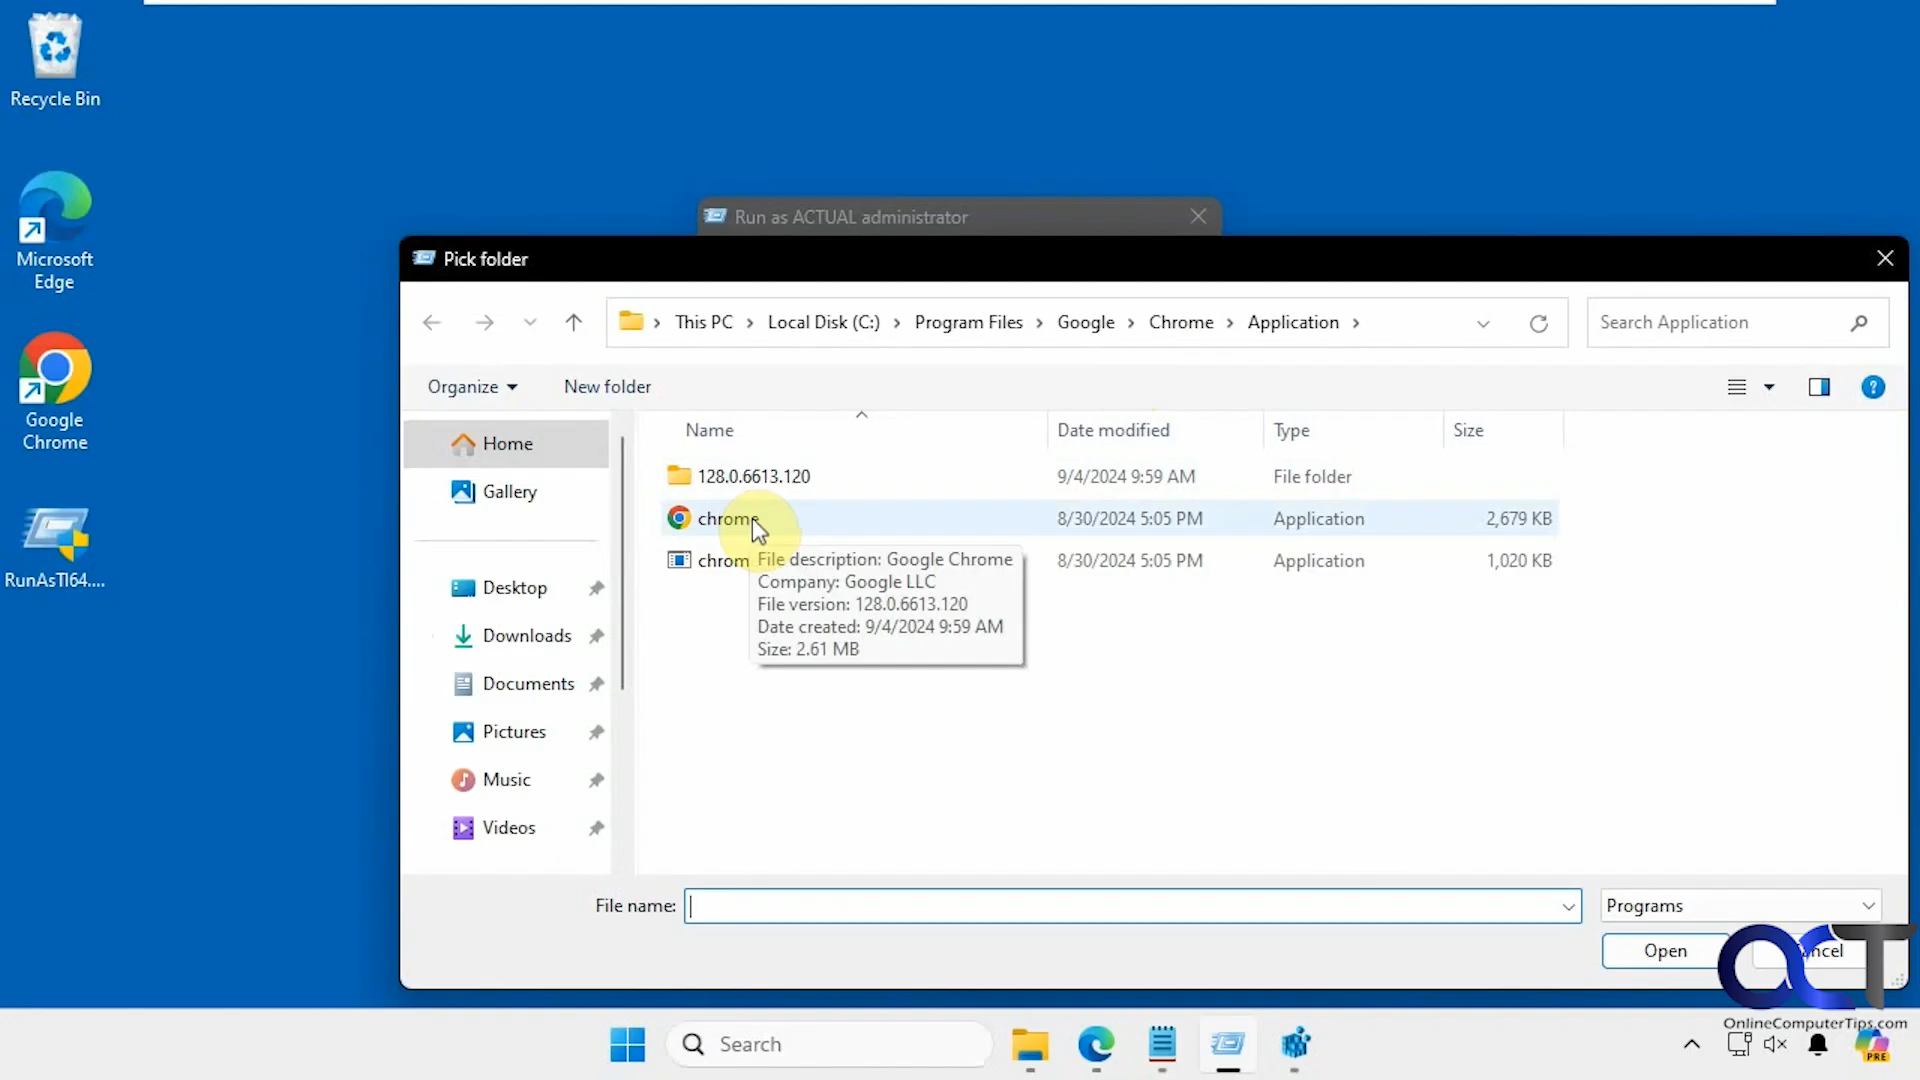 Recycle Bin
Microsoft
Edge
Google
Chrome
RunAsTI64....
Run as ACTUAL administrator
Pick folder
This PC > Local Disk (C:) > Program Files > Google > Chrome > Application >
Search Application
Organize
New folder
Home
Gallery
Desktop
Downloads
Documents
Pictures
Music
Videos
Name Date modified Type Size
128.0.6613.120 9/4/2024 9:59 AM File folder
chrome 8/30/2024 5:05 PM Application 2,679 KB
chrom 8/30/2024 5:05 PM Application 1,020 KB
File description: Google Chrome
Company: Google LLC
File version: 128.0.6613.120
Date created: 9/4/2024 9:59 AM
Size: 2.61 MB
File name:
Programs
Open
OCT
OnlineComputerTips.com
Search
PRE